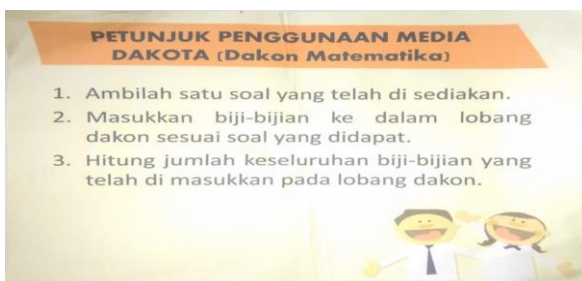 PETUNJUK PENGGUNAAN MEDIA
DAKOTA (Dakon Matematika)
1. Ambilah satu soal yang telah di sediakan.
2. Masukkan biji-bijian ke dalam lobang
dakon sesuai soal yang didapat.
3. Hitung jumlah keseluruhan biji-bijian yang
telah di masukkan pada lobang dakon.